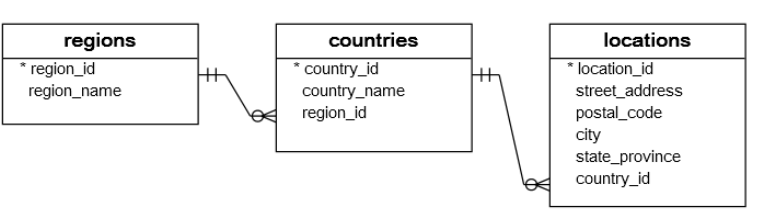 regions
* region_id
region_name
countries
* country_id
country_name
region_id
locations
* location_id
street_address
postal_code
city
state_province
country_id